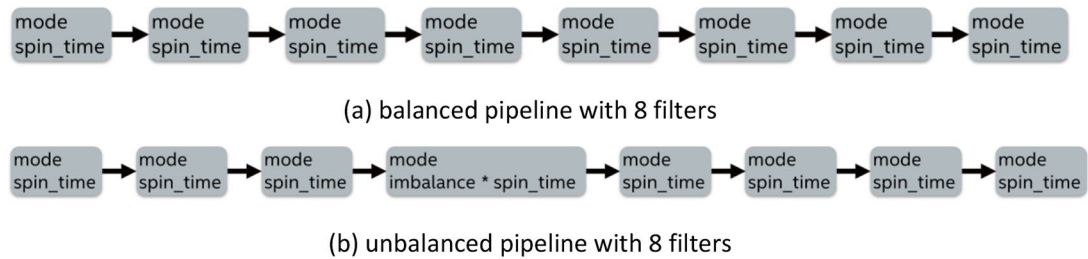 mode mode mode mode mode mode mode mode
spin_time spin_time spin_time spin_time spin_time spin_time spin_time spin_time
(a) balanced pipeline with 8 filters
mode mode mode mode mode mode mode mode
spin_time spin_time spin_time imbalance * spin_time spin_time spin_time spin_time spin_time
(b) unbalanced pipeline with 8 filters